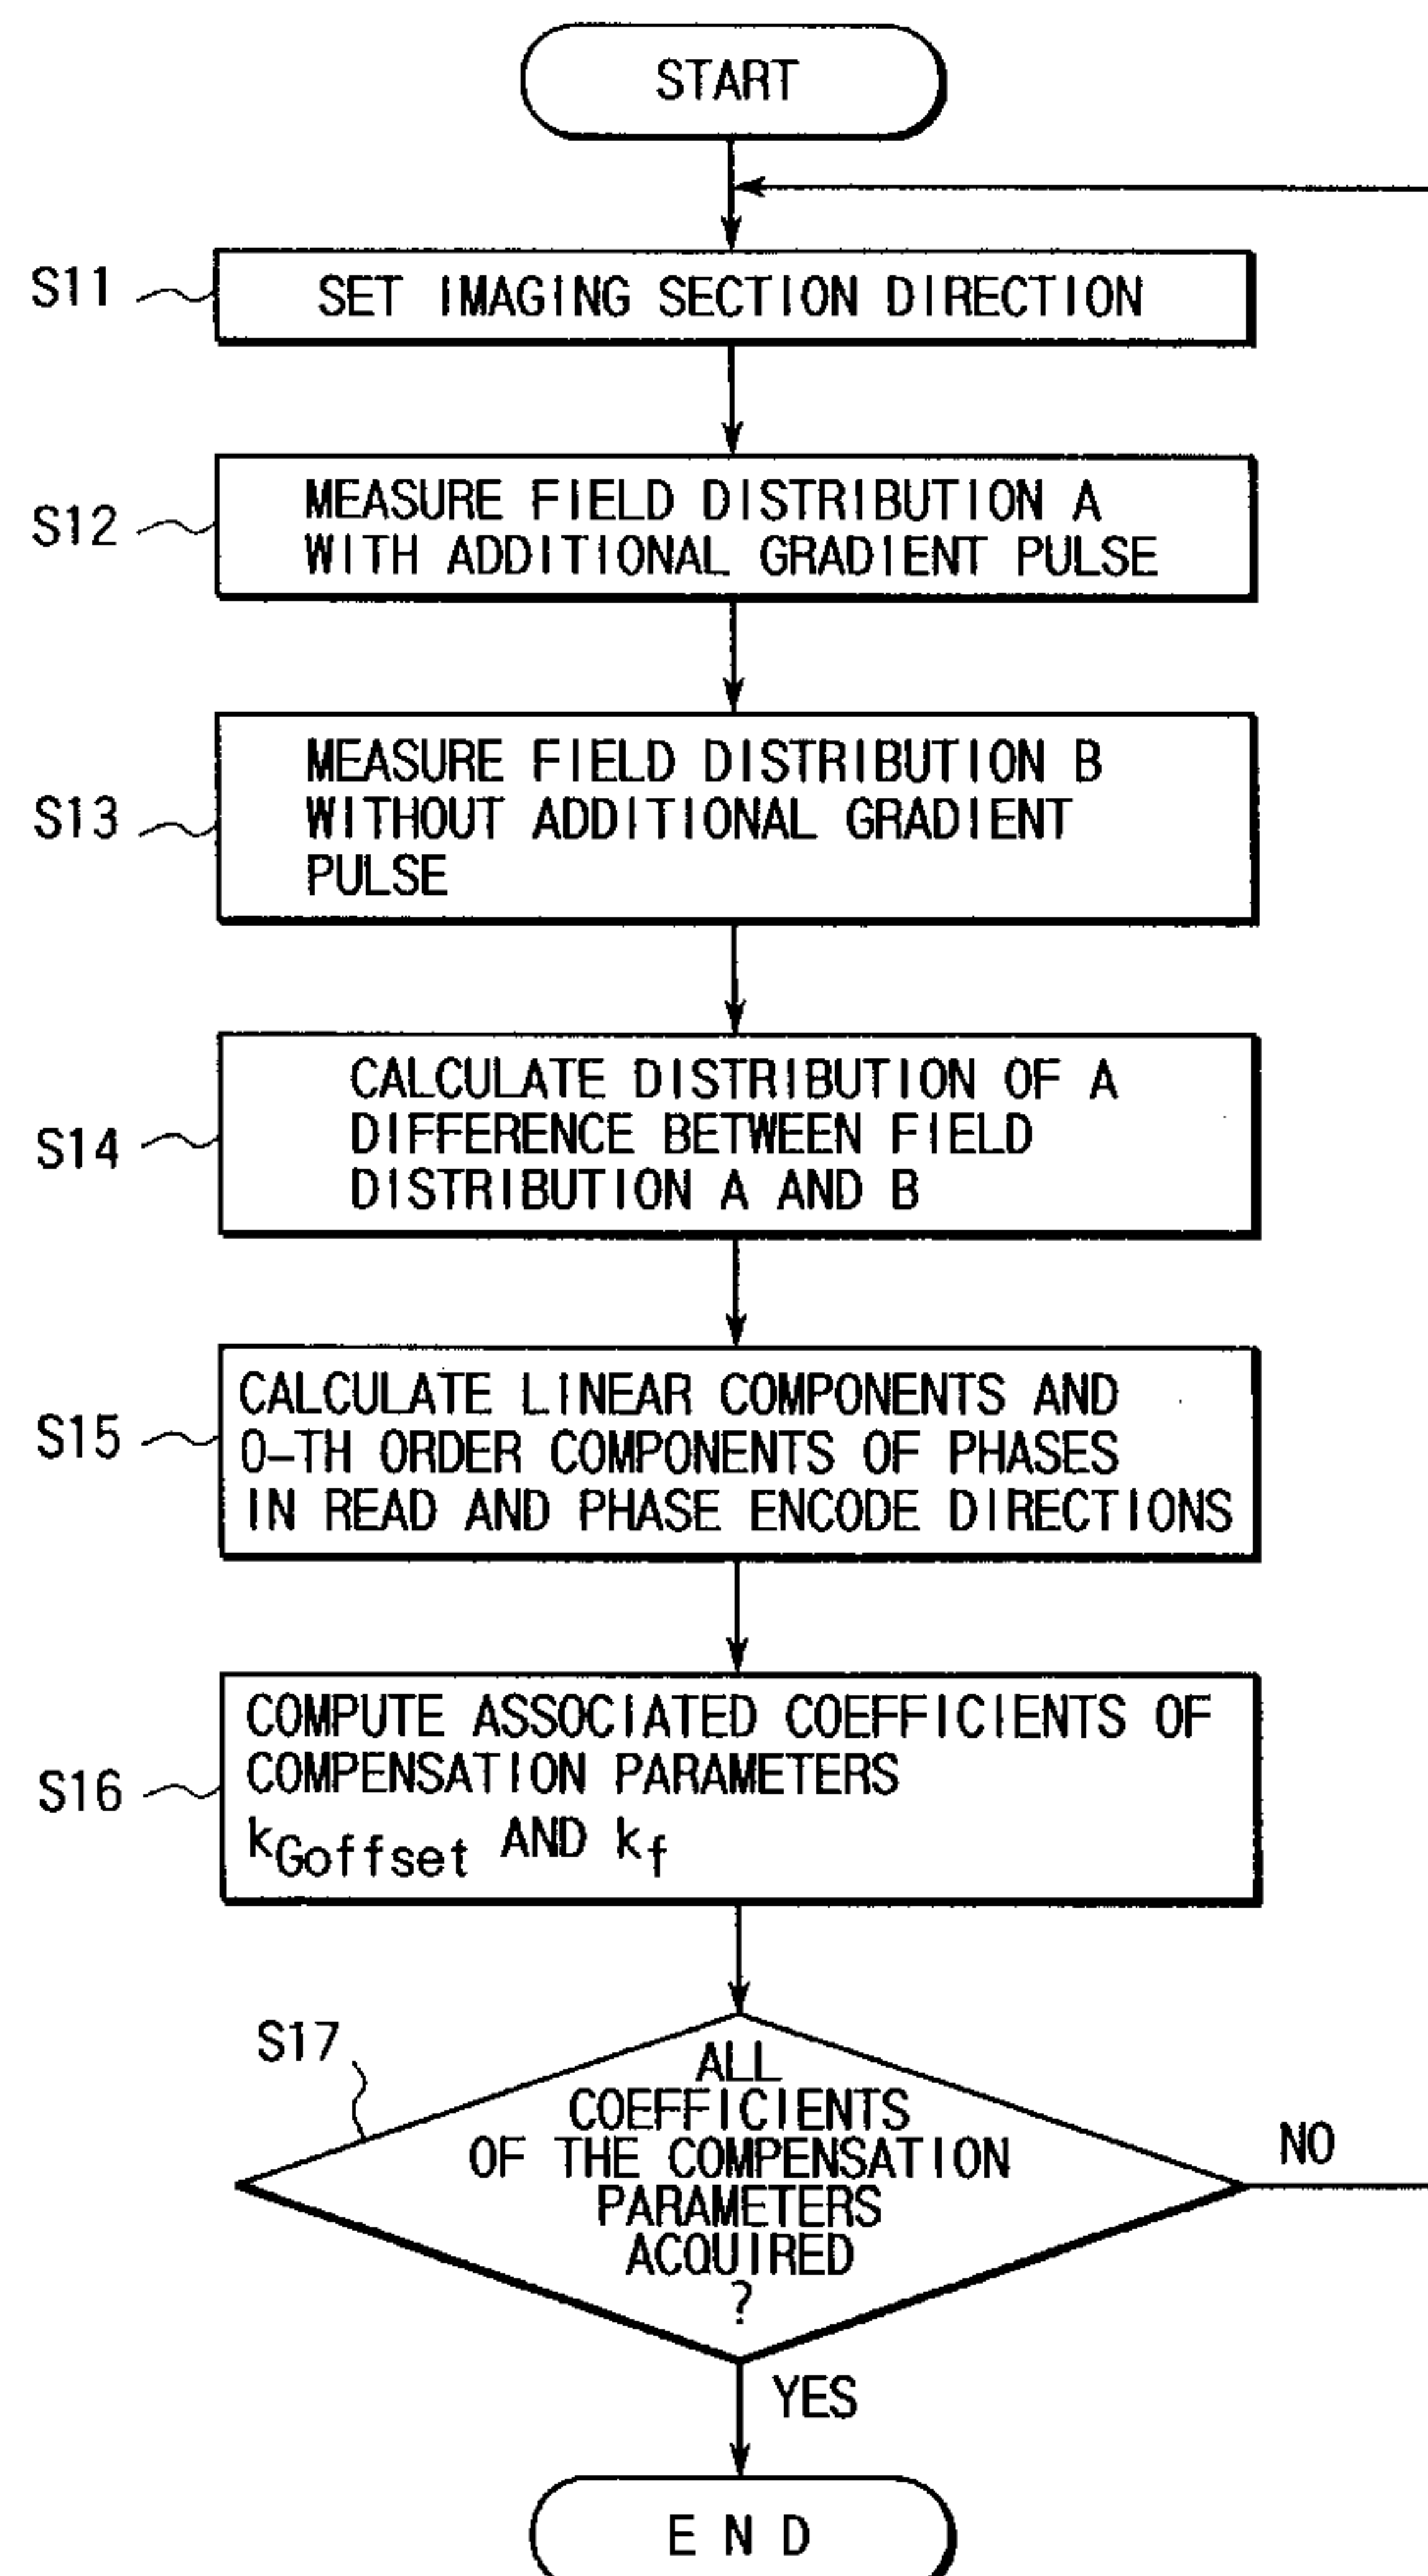 START
S11
SET IMAGING SECTION DIRECTION
S12
MEASURE FIELD DISTRIBUTION A
WITH ADDITIONAL GRADIENT PULSE
S13
MEASURE FIELD DISTRIBUTION B
WITHOUT ADDITIONAL GRADIENT
PULSE
S14
CALCULATE DISTRIBUTION OF A
DIFFERENCE BETWEEN FIELD
DISTRIBUTION A AND B
S15
CALCULATE LINEAR COMPONENTS AND
0-TH ORDER COMPONENTS OF PHASES
IN READ AND PHASE ENCODE DIRECTIONS
S16
COMPUTE ASSOCIATED COEFFICIENTS OF
COMPENSATION PARAMETERS
kGoffset AND kf
S17
ALL
COEFFICIENTS
OF THE COMPENSATION
PARAMETERS
ACQUIRED
?
NO
YES
END